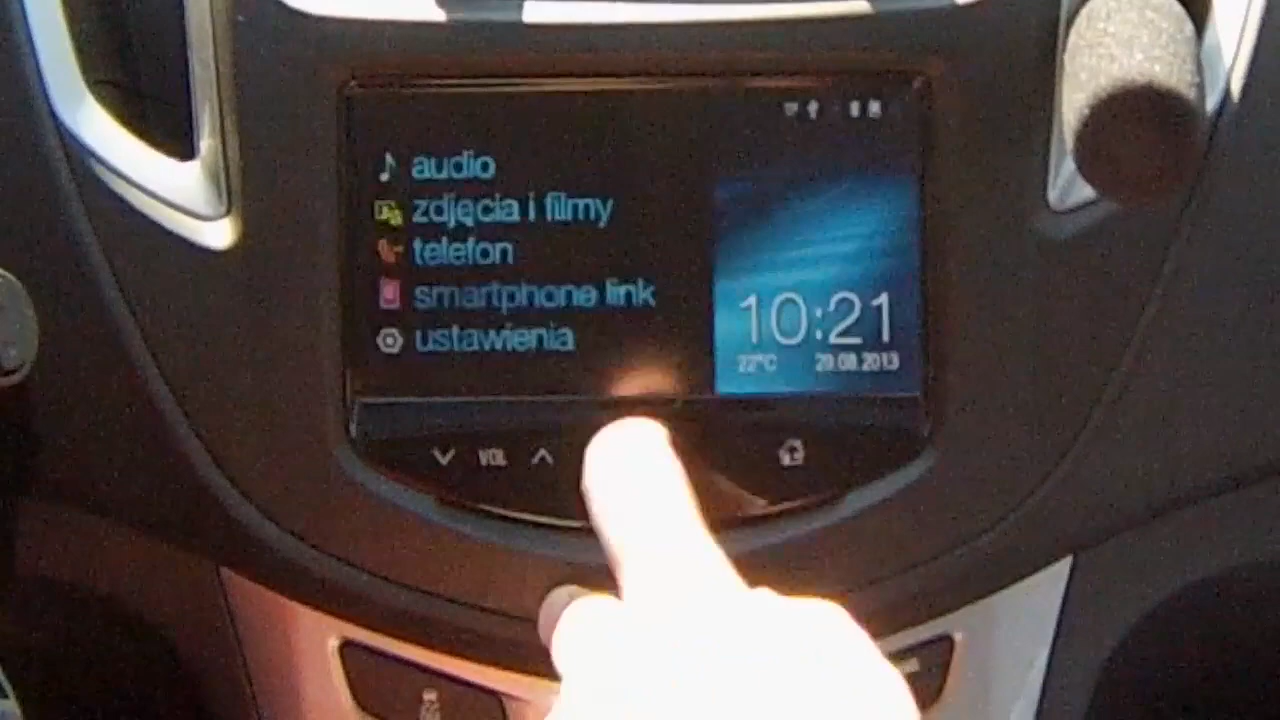 audio
zdjęcia i filmy
telefon
smartphone link
ustawienia
10:21
22°C 29.08.2013
VOL